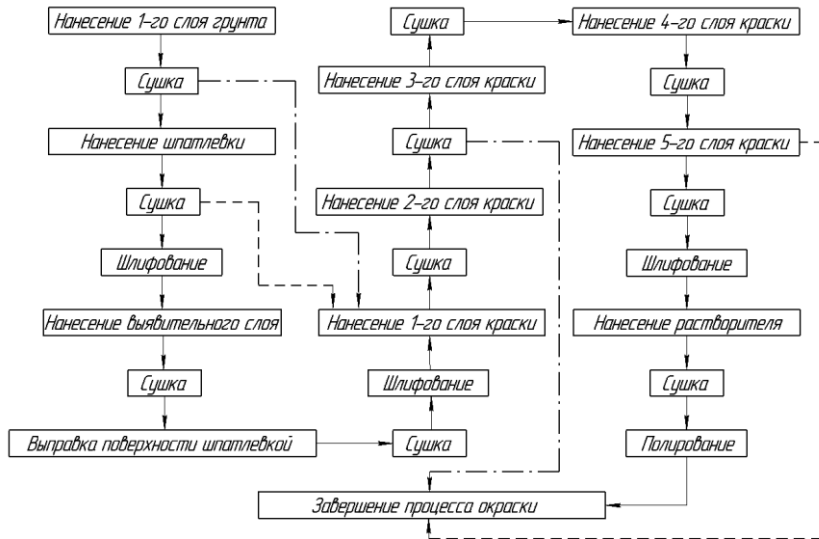 Нанесение 1-го слоя грунта
Сушка
Нанесение шпатлевки
Сушка
Шлифование
Нанесение выявительного слоя
Сушка
Выправка поверхности шпатлевкой
Сушка
Нанесение 3-го слоя краски
Сушка
Нанесение 2-го слоя краски
Сушка
Нанесение 1-го слоя краски
Шлифование
Сушка
Нанесение 4-го слоя краски
Сушка
Нанесение 5-го слоя краски
Сушка
Шлифование
Нанесение растворителя
Сушка
Полирование
Завершение процесса окраски